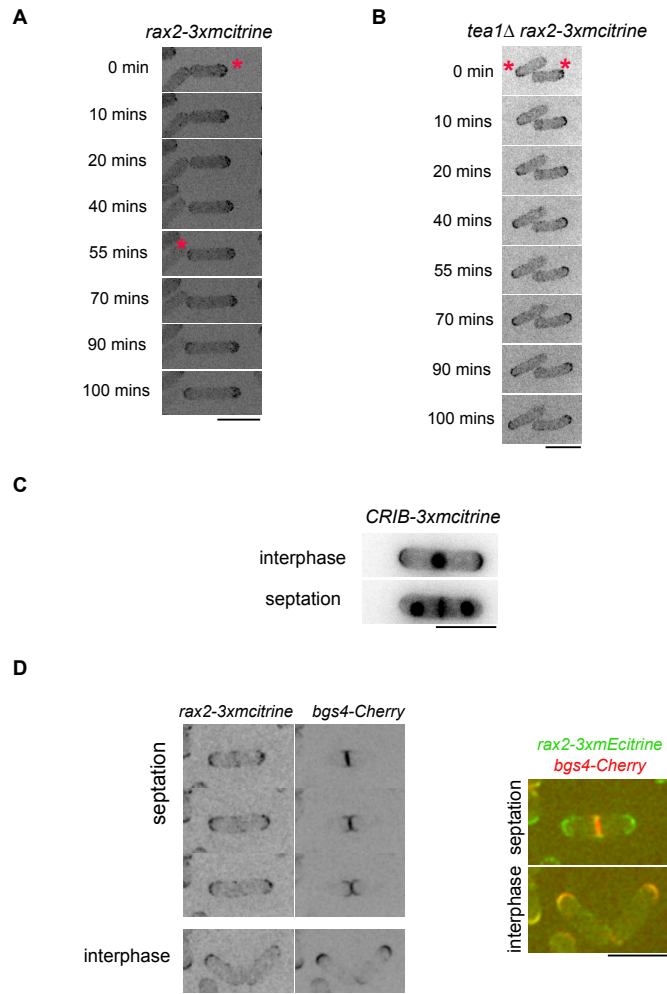 A
rax2-3xmcitrine
0 min
*
10 mins
20 mins
40 mins
*
55 mins
70 mins
90 mins
100 mins
B
tea1Δ rax2-3xmcitrine
0 min
* *
10 mins
20 mins
40 mins
55 mins
70 mins
90 mins
100 mins
C
CRIB-3xmcitrine
interphase
septation
D
rax2-3xmcitrine bgs4-Cherry
septation
interphase
rax2-3xmEcitrine
bgs4-Cherry
septation
interphase